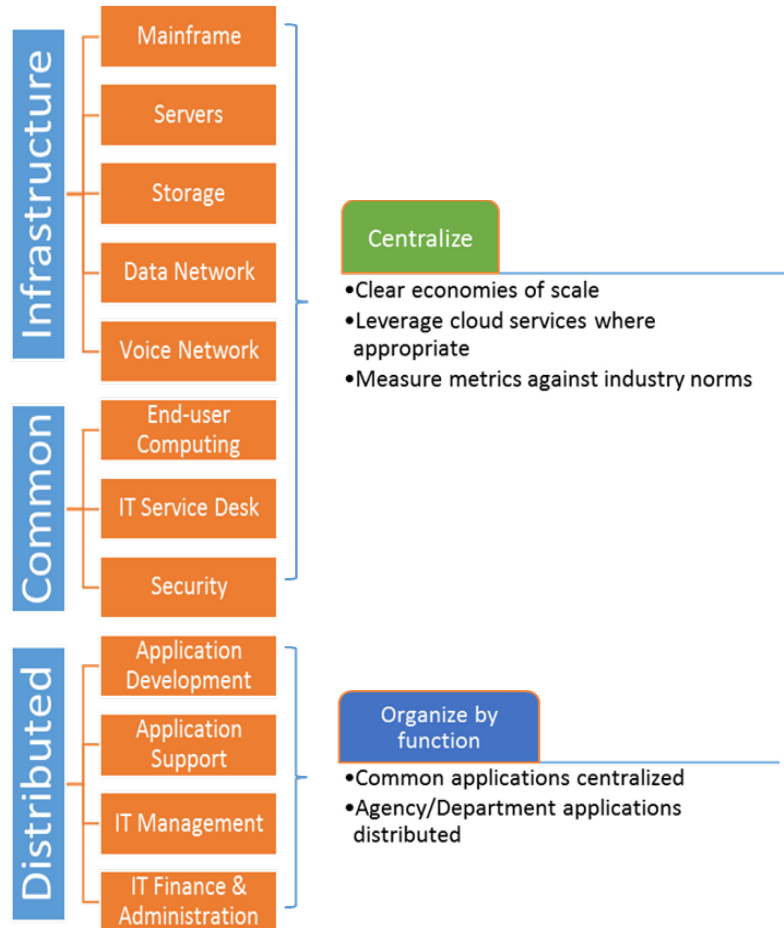 Infrastructure
Mainframe
Servers
Storage
Data Network
Voice Network
Common
End-user
Computing
IT Service Desk
Security
Distributed
Application
Development
Application
Support
IT Management
IT Finance &
Administration
Centralize
•Clear economies of scale
•Leverage cloud services where
appropriate
•Measure metrics against industry norms
Organize by
function
•Common applications centralized
•Agency/Department applications
distributed